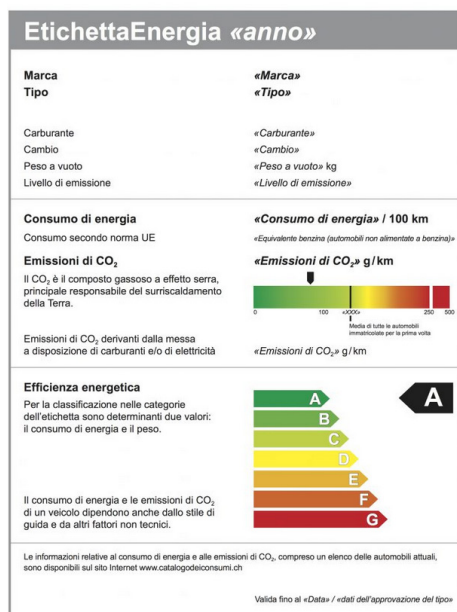 EtichettaEnergia «anno»
Marca «Marca»
Tipo «Tipo»
Carburante «Carburante»
Cambio «Cambio»
Peso a vuoto «Peso a vuoto» kg
Livello di emissione «Livello di emissione»
Consumo di energia «Consumo di energia» / 100 km
Consumo secondo norma UE «Equivalente benzina (automobili non alimentate a benzina)»
Emissioni di CO₂ «Emissioni di CO₂» g/km
Il CO₂ è il composto gassoso a effetto serra,
principale responsabile del surriscaldamento
della Terra.
0 100 «XXX» 250 500
Media di tutte le automobili
immatricolate per la prima volta
Emissioni di CO₂ derivanti dalla messa
a disposizione di carburanti e/o di elettricità «Emissioni di CO₂» g/km
Efficienza energetica
Per la classificazione nelle categorie
dell'etichetta sono determinanti due valori:
il consumo di energia e il peso.
A A
B
C
D
E
F
G
Il consumo di energia e le emissioni di CO₂
di un veicolo dipendono anche dallo stile di
guida e da altri fattori non tecnici.
Le informazioni relative al consumo di energia e alle emissioni di CO₂, compreso un elenco delle automobili attuali,
sono disponibili sul sito Internet www.catalogodeiconsumi.ch
Valida fino al «Data» / «dati dell'approvazione del tipo»